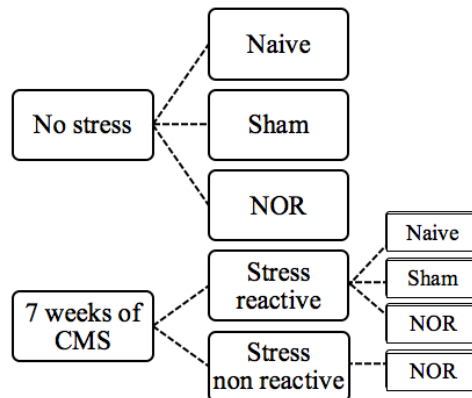 No stress
Naive
Sham
NOR
7 weeks of
CMS
Stress
reactive
Naive
Sham
NOR
Stress
non reactive
NOR